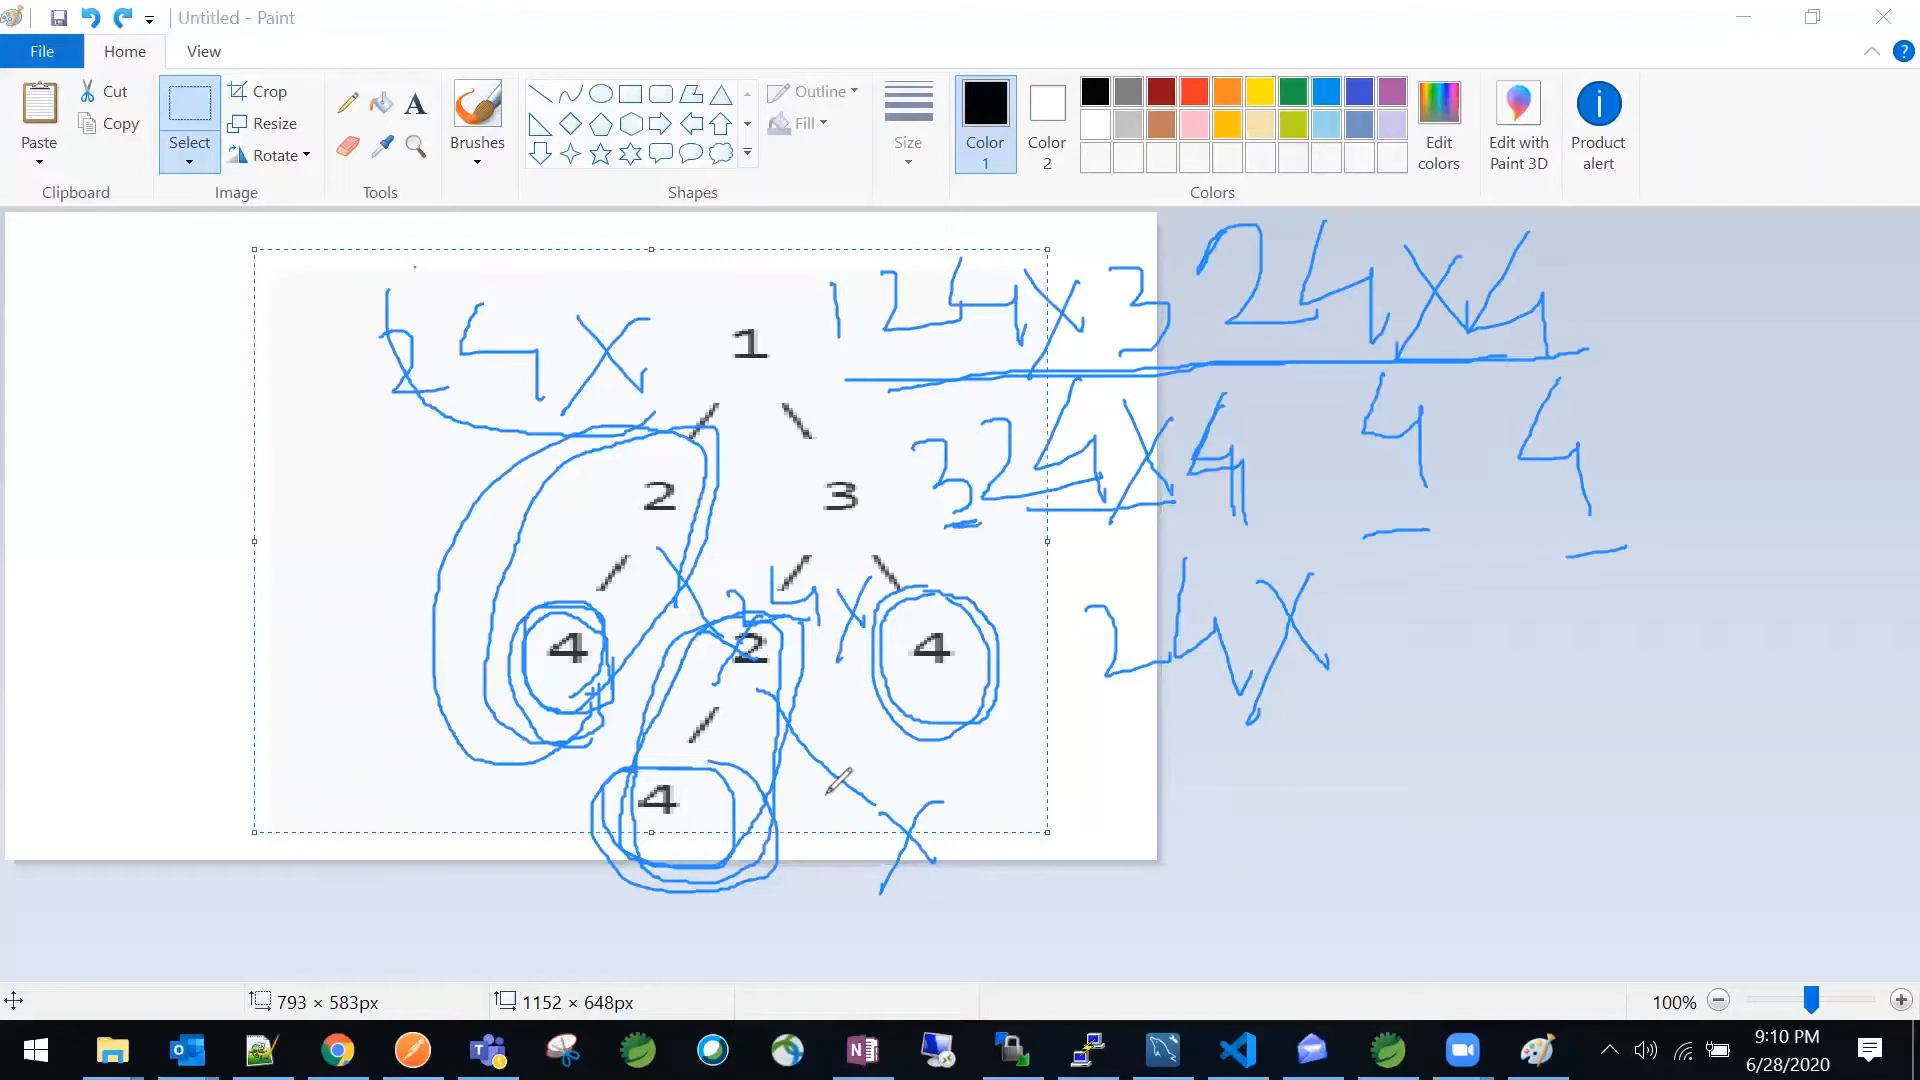 Untitled - Paint
File Home View
Paste
Cut
Copy
Clipboard
Select
Crop
Resize
Rotate
Image
A
Tools
Brushes
Shapes
Outline
Fill
Size
Color 1
Color 2
Edit colors
Edit with Paint 3D
Product alert
Colors
1 24x3 24x4
24x
1
324x4 4 4
2 3
24x
24x
4 2 4
4
x
793 × 583px
1152 × 648px
100%
9:10 PM
6/28/2020